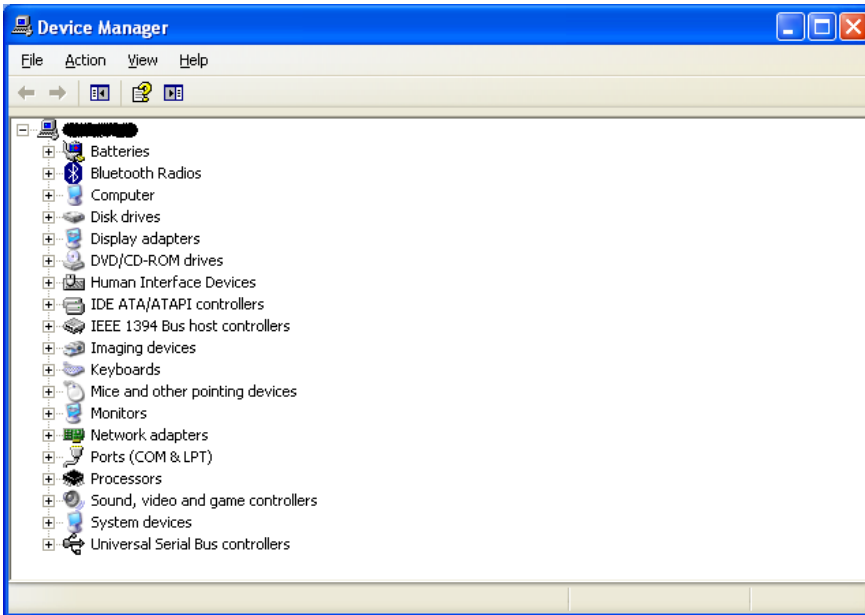 Device Manager
File Action View Help
Batteries
Bluetooth Radios
Computer
Disk drives
Display adapters
DVD/CD-ROM drives
Human Interface Devices
IDE ATA/ATAPI controllers
IEEE 1394 Bus host controllers
Imaging devices
Keyboards
Mice and other pointing devices
Monitors
Network adapters
Ports (COM & LPT)
Processors
Sound, video and game controllers
System devices
Universal Serial Bus controllers